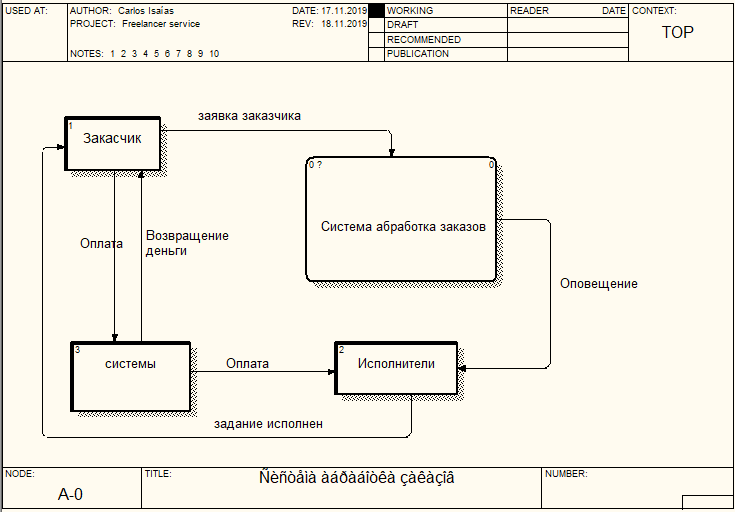 USED AT:
AUTHOR: Carlos Isaías
DATE: 17.11.2019
WORKING
READER
DATE
CONTEXT:
PROJECT: Freelancer service
REV: 18.11.2019
DRAFT
TOP
RECOMMENDED
NOTES: 1 2 3 4 5 6 7 8 9 10
PUBLICATION
заявка заказчика
1
Закасчик
0 ?
0
Система абработка заказов
Оплата
Возвращение
деньги
Оповещение
3
системы
Оплата
2
Исполнители
задание исполнен
NODE:
A-0
TITLE:
Ñèñòåìà àáðàáîòêà çàêàçîâ
NUMBER: